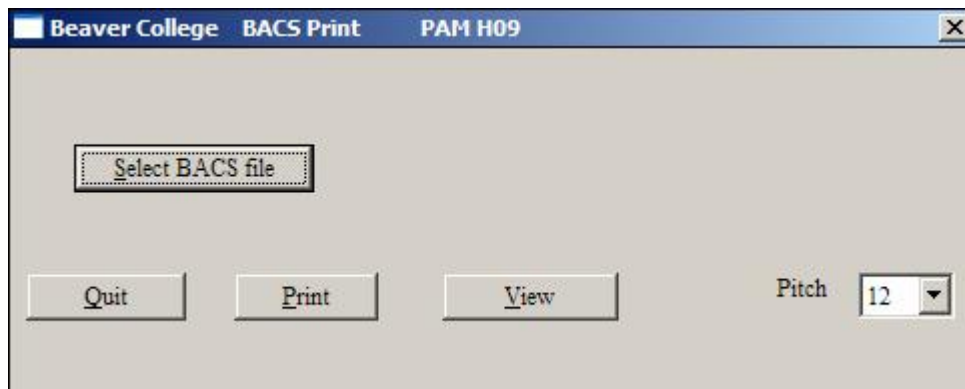 Beaver College BACS Print PAM H09
Select BACS file
Quit Print View Pitch 12